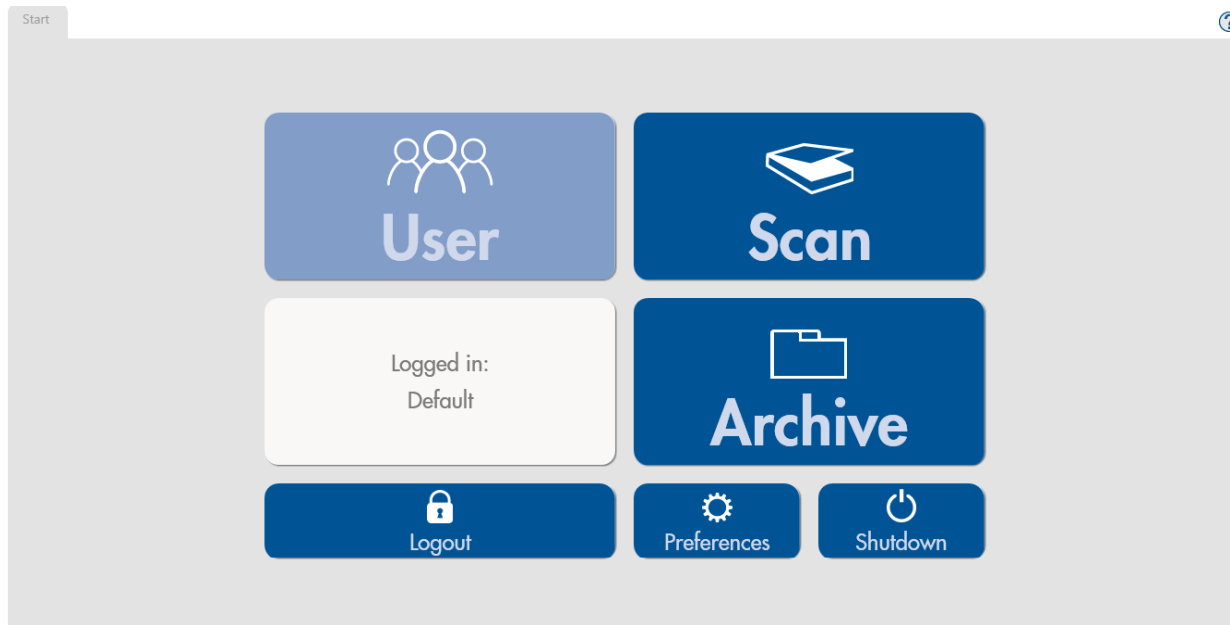 Start
?
User
Scan
Logged in:
Default
Archive
Logout
Preferences
Shutdown